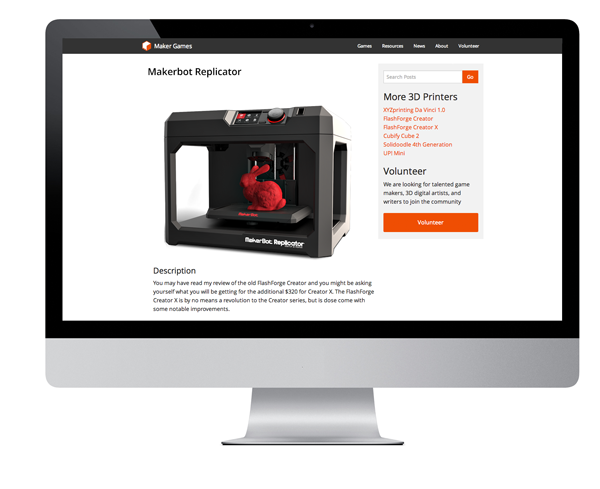 Maker Games
Games Resources News About Volunteer
Makerbot Replicator
MakerBot
MakerBot Replicator
Description
You may have read my review of the old FlashForge Creator and you might be asking
yourself what you will be getting for the additional $320 for Creator X. The FlashForge
Creator X is by no means a revolution to the Creator series, but is dose come with
some notable improvements.
Search Posts Go
More 3D Printers
XYZprinting Da Vinci 1.0
FlashForge Creator
FlashForge Creator X
Cubify Cube 2
Solidoodle 4th Generation
UP! Mini
Volunteer
We are looking for talented game
makers, 3D digital artists, and
writers to join the community
Volunteer